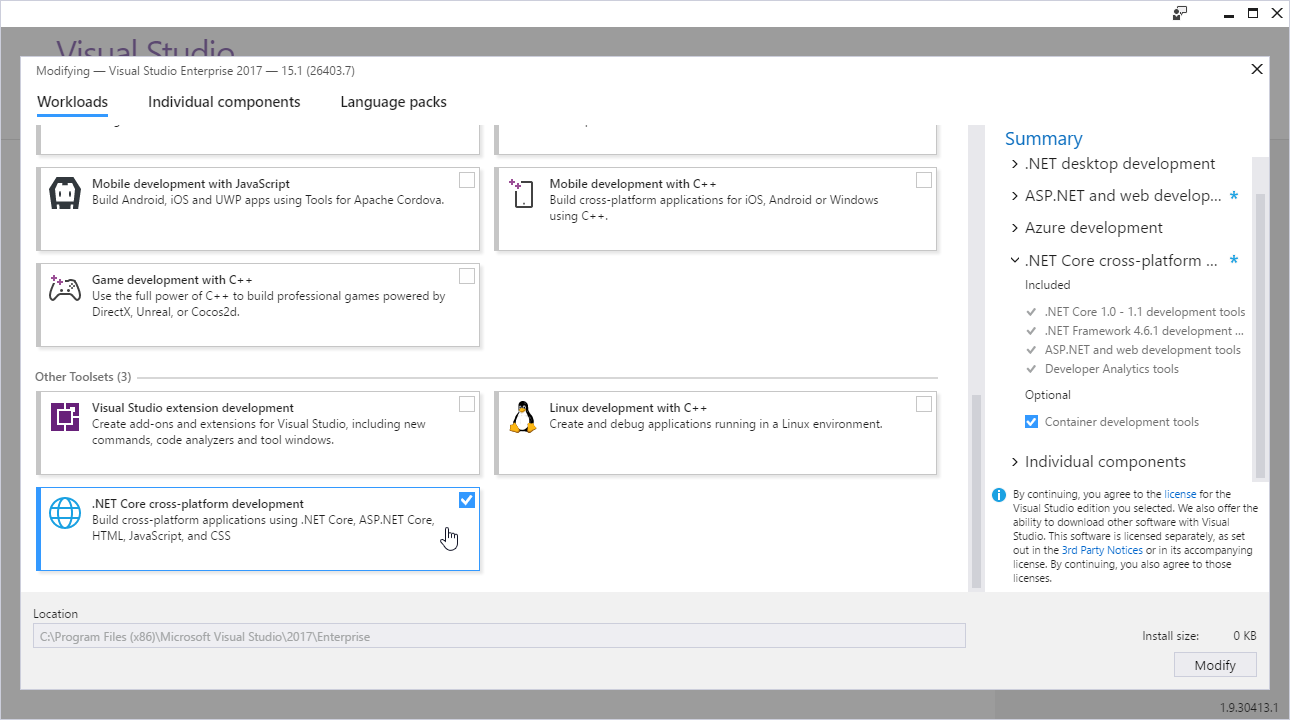 Visual Studio
Modifying — Visual Studio Enterprise 2017 — 15.1 (26403.7)
Workloads
Individual components
Language packs
Mobile development with JavaScript
Build Android, iOS and UWP apps using Tools for Apache Cordova.
Mobile development with C++
Build cross-platform applications for iOS, Android or Windows
using C++.
Game development with C++
Use the full power of C++ to build professional games powered by
DirectX, Unreal, or Cocos2d.
Other Toolsets (3)
Visual Studio extension development
Create add-ons and extensions for Visual Studio, including new
commands, code analyzers and tool windows.
Linux development with C++
Create and debug applications running in a Linux environment.
.NET Core cross-platform development
Build cross-platform applications using .NET Core, ASP.NET Core,
HTML, JavaScript, and CSS
Summary
.NET desktop development
ASP.NET and web develop... *
Azure development
.NET Core cross-platform ... *
Included
.NET Core 1.0 - 1.1 development tools
.NET Framework 4.6.1 development ...
ASP.NET and web development tools
Developer Analytics tools
Optional
Container development tools
Individual components
By continuing, you agree to the license for the
Visual Studio edition you selected. We also offer the
ability to download other software with Visual
Studio. This software is licensed separately, as set
out in the 3rd Party Notices or in its accompanying
license. By continuing, you also agree to those
licenses.
Location
C:\Program Files (x86)\Microsoft Visual Studio\2017\Enterprise
Install size: 0 KB
Modify
1.9.30413.1